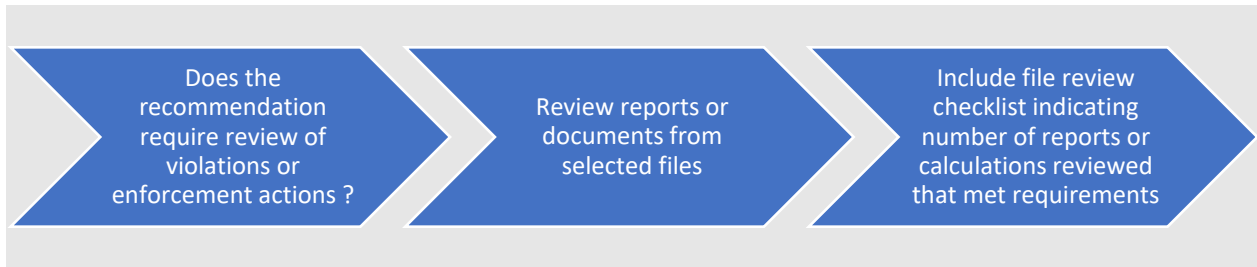 Does the
recommendation
require review of
violations or
enforcement actions ?
Review reports or
documents from
selected files
Include file review
checklist indicating
number of reports or
calculations reviewed
that met requirements